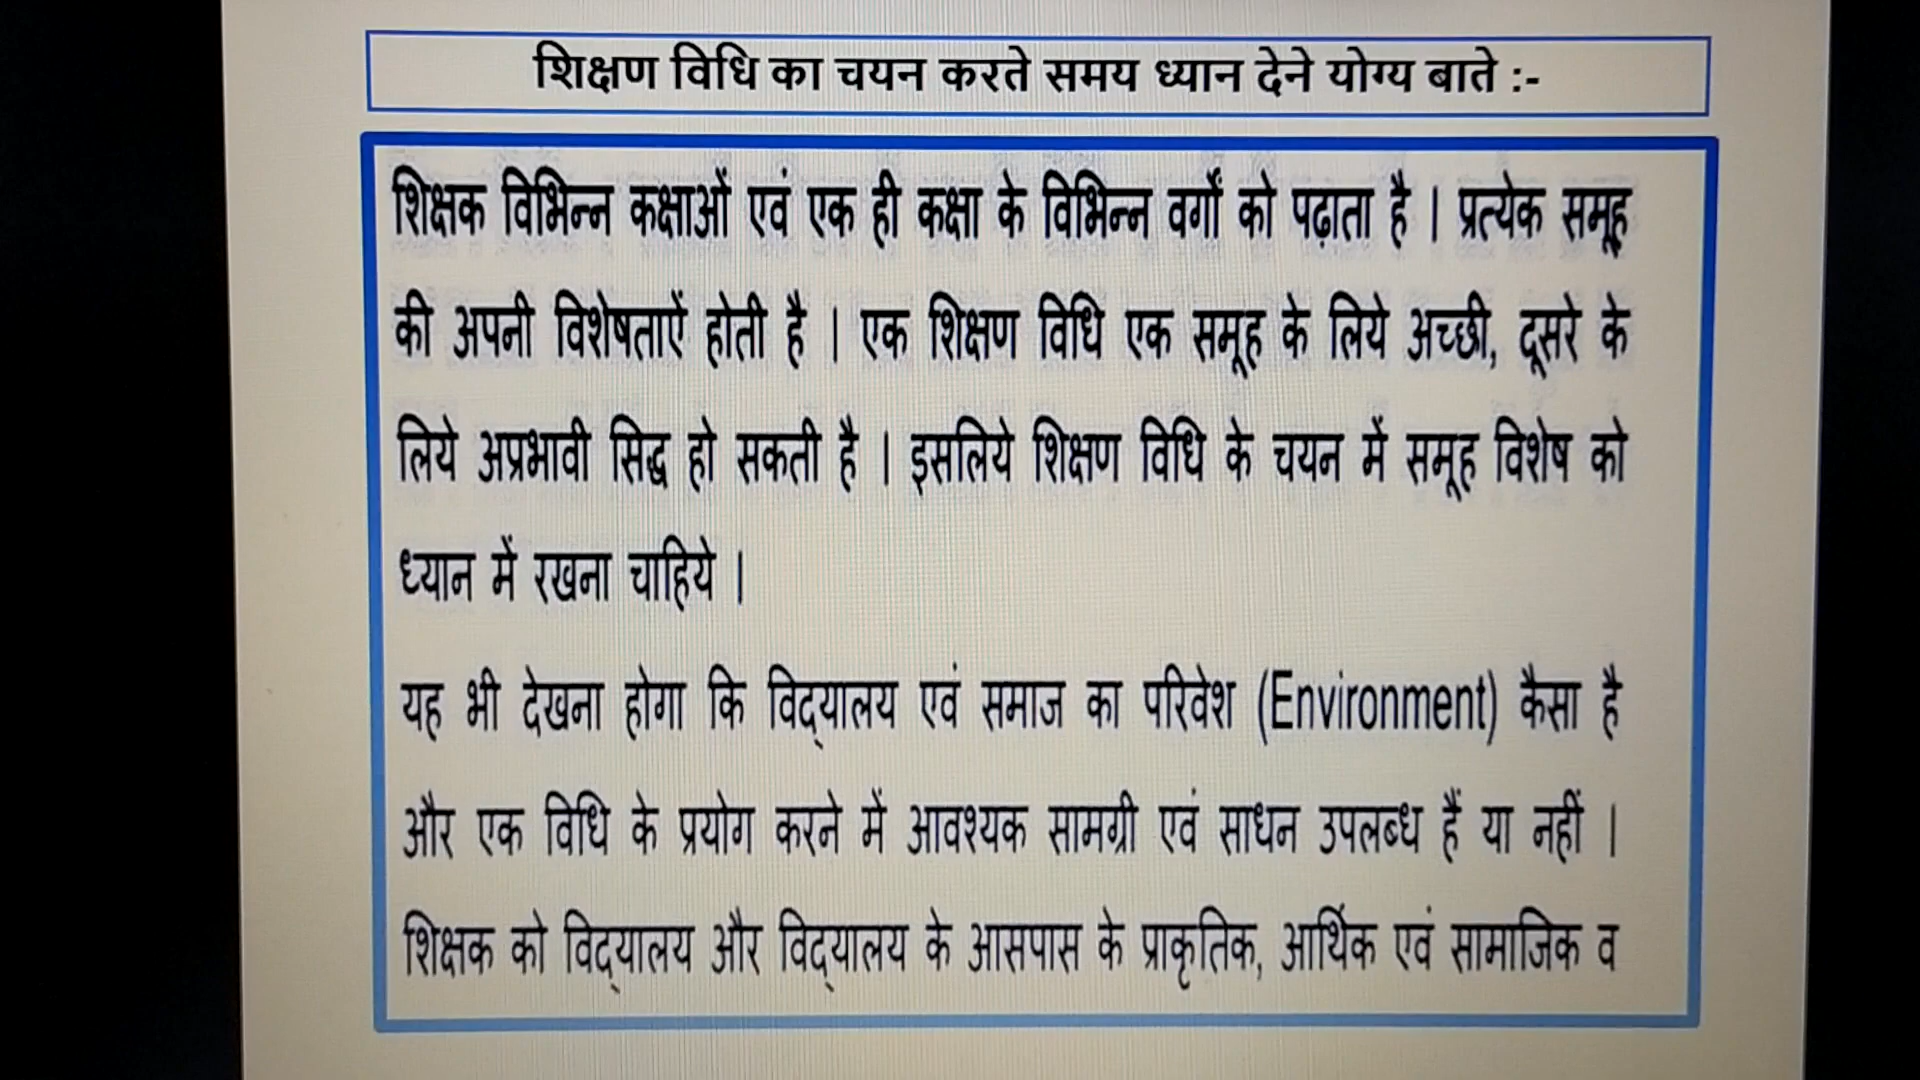 शिक्षण विधि का चयन करते समय ध्यान देने योग्य बाते :-
शिक्षक विभिन्न कक्षाओं एवं एक ही कक्षा के विभिन्न वर्गों को पढ़ाता है । प्रत्येक समूह
की अपनी विशेषताऐं होती है । एक शिक्षण विधि एक समूह के लिये अच्छी, दूसरे के
लिये अप्रभावी सिद्ध हो सकती है । इसलिये शिक्षण विधि के चयन में समूह विशेष को
ध्यान में रखना चाहिये ।
यह भी देखना होगा कि विद्‌यालय एवं समाज का परिवेश (Environment) कैसा है
और एक विधि के प्रयोग करने में आवश्यक सामग्री एवं साधन उपलब्ध हैं या नहीं ।
शिक्षक को विद्‌यालय और विद्‌यालय के आसपास के प्राकृतिक, आर्थिक एवं सामाजिक व